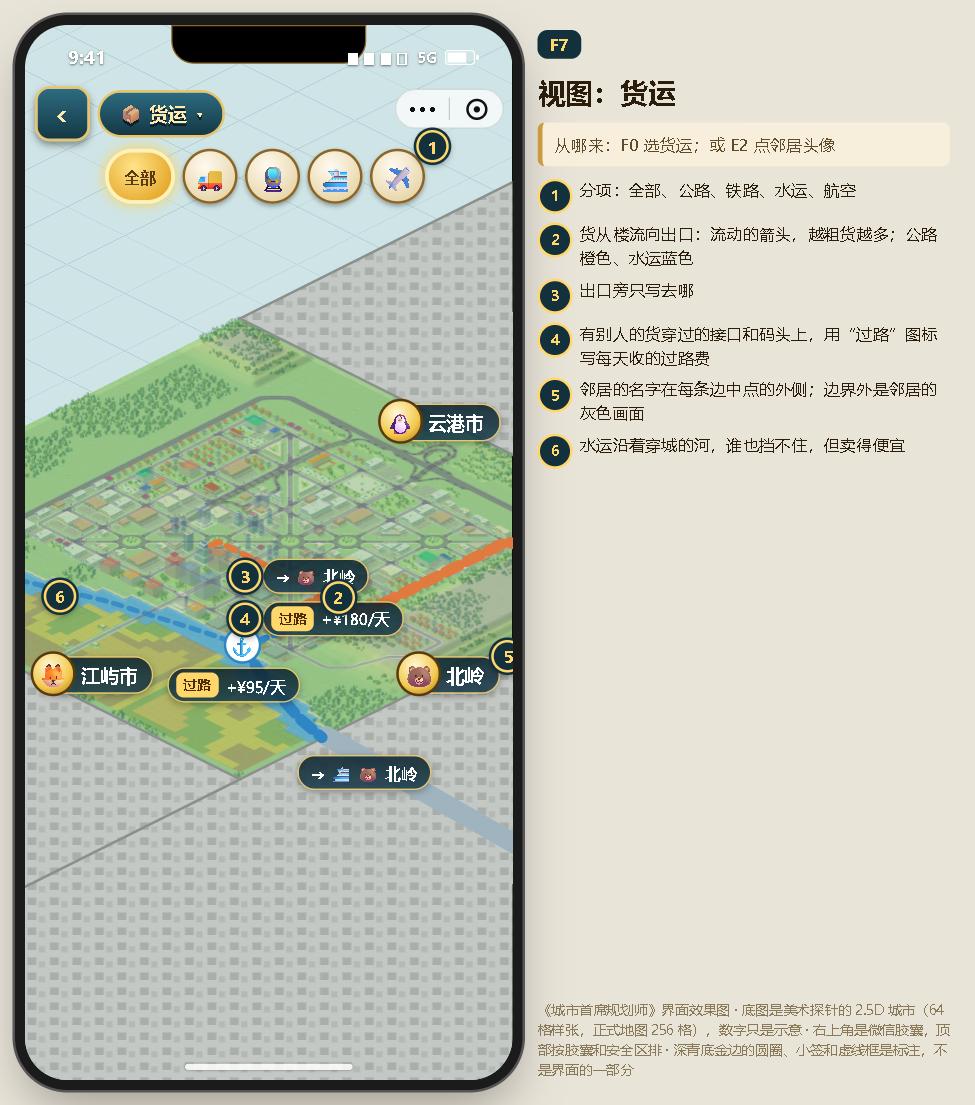 9:41
5G
货运
全部
1
云港市
3
→ 北岭
2
4
过路 +¥180/天
6
江屿市
过路 +¥95/天
北岭
5
→ 北岭
F7
视图：货运
从哪来：F0 选货运；或 E2 点邻居头像
1 分项：全部、公路、铁路、水运、航空
2 货从楼流向出口：流动的箭头，越粗货越多；公路
橙色、水运蓝色
3 出口旁只写去哪
4 有别人的货穿过的接口和码头上，用“过路”图标
写每天收的过路费
5 邻居的名字在每条边中点的外侧；边界外是邻居的
灰色画面
6 水运沿着穿城的河，谁也挡不住，但卖得便宜
《城市首席规划师》界面效果图 · 底图是美术探针的 2.5D 城市（64
格样张，正式地图 256 格），数字只是示意 · 右上角是微信胶囊，顶
部按胶囊和安全区排 · 深青底金边的圆圈、小签和虚线框是标注，不
是界面的一部分